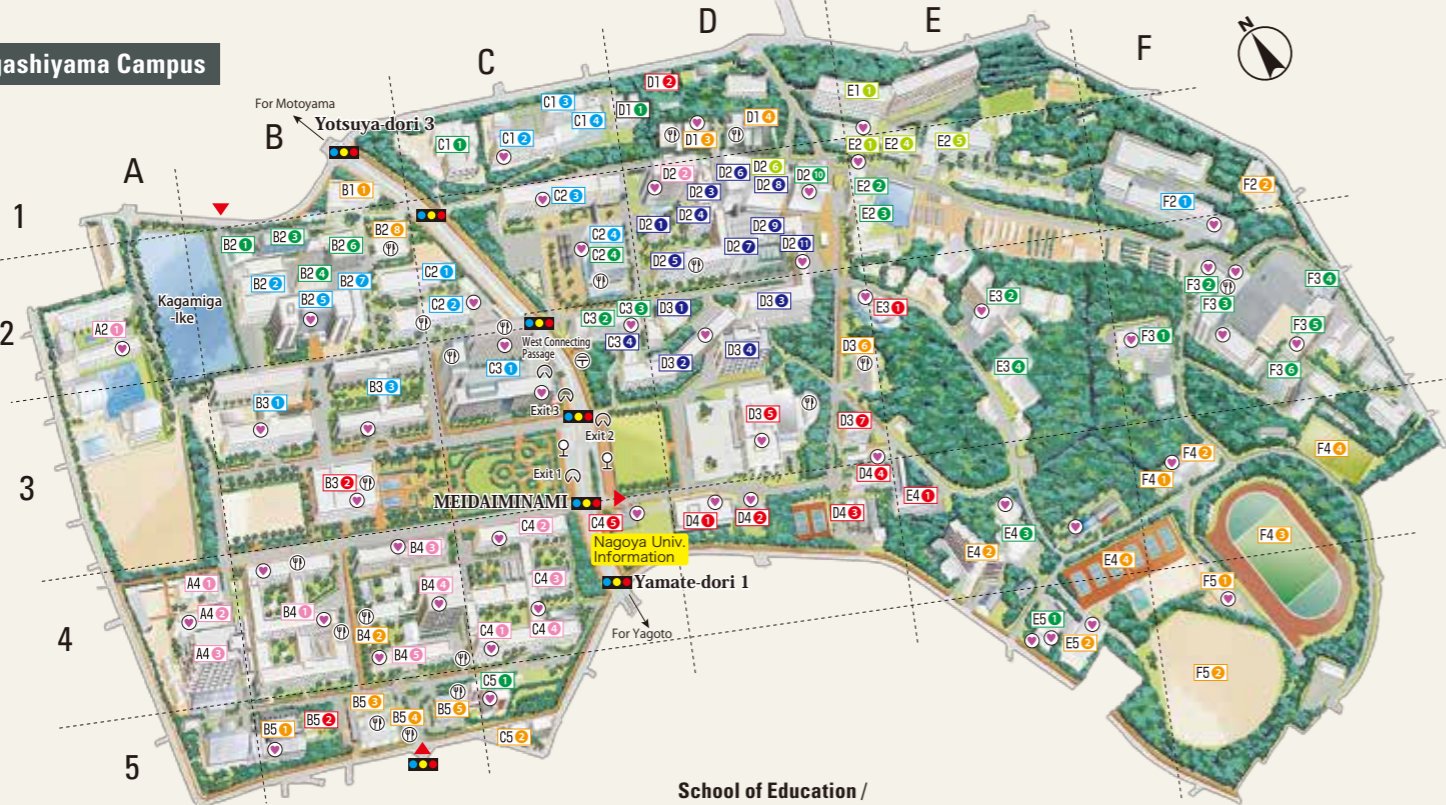 gashiyama Campus
A
B
C
D
E
F
N
1
2
3
4
5
For Motoyama
Yotsuya-dori 3
Kagamiga
-Ike
West Connecting
Passage
Exit 3
Exit 2
Exit 1
MEIDAIMINAMI
Nagoya Univ.
Information
Yamate-dori 1
For Yagoto
A2 1
A4 1
A4 2
A4 3
B1 1
B2 1
B2 3
B2 6
B2 8
B2 2
B2 4
B2 7
B2 5
B3 1
B3 3
B3 2
B4 3
B4 4
B4 1
B4 2
B4 5
B5 3
B5 4
B5 5
B5 1
B5 2
C1 3
C1 4
C1 1
C1 2
C2 3
C2 4
C2 4
C2 1
C2 2
C3 3
C3 2
C3 4
C3 1
C4 2
C4 5
C4 3
C4 1
C4 4
C5 1
C5 2
D1 2
D1 1
D1 4
D1 3
D2 6
D2 6
D2 2
D2 3
D2 8
D2 10
D2 1
D2 4
D2 9
D2 7
D2 11
D2 5
D3 1
D3 3
D3 2
D3 4
D3 6
D3 5
D3 7
D4 4
D4 1
D4 2
D4 3
E1 1
E2 1
E2 4
E2 5
E2 2
E2 3
E3 1
E3 2
E3 4
E4 1
E4 2
E4 3
E4 4
E5 1
E5 2
F2 2
F2 1
F3 2
F3 3
F3 4
F3 1
F3 5
F3 6
F4 2
F4 1
F4 4
F4 3
F5 1
F5 2
School of Education /